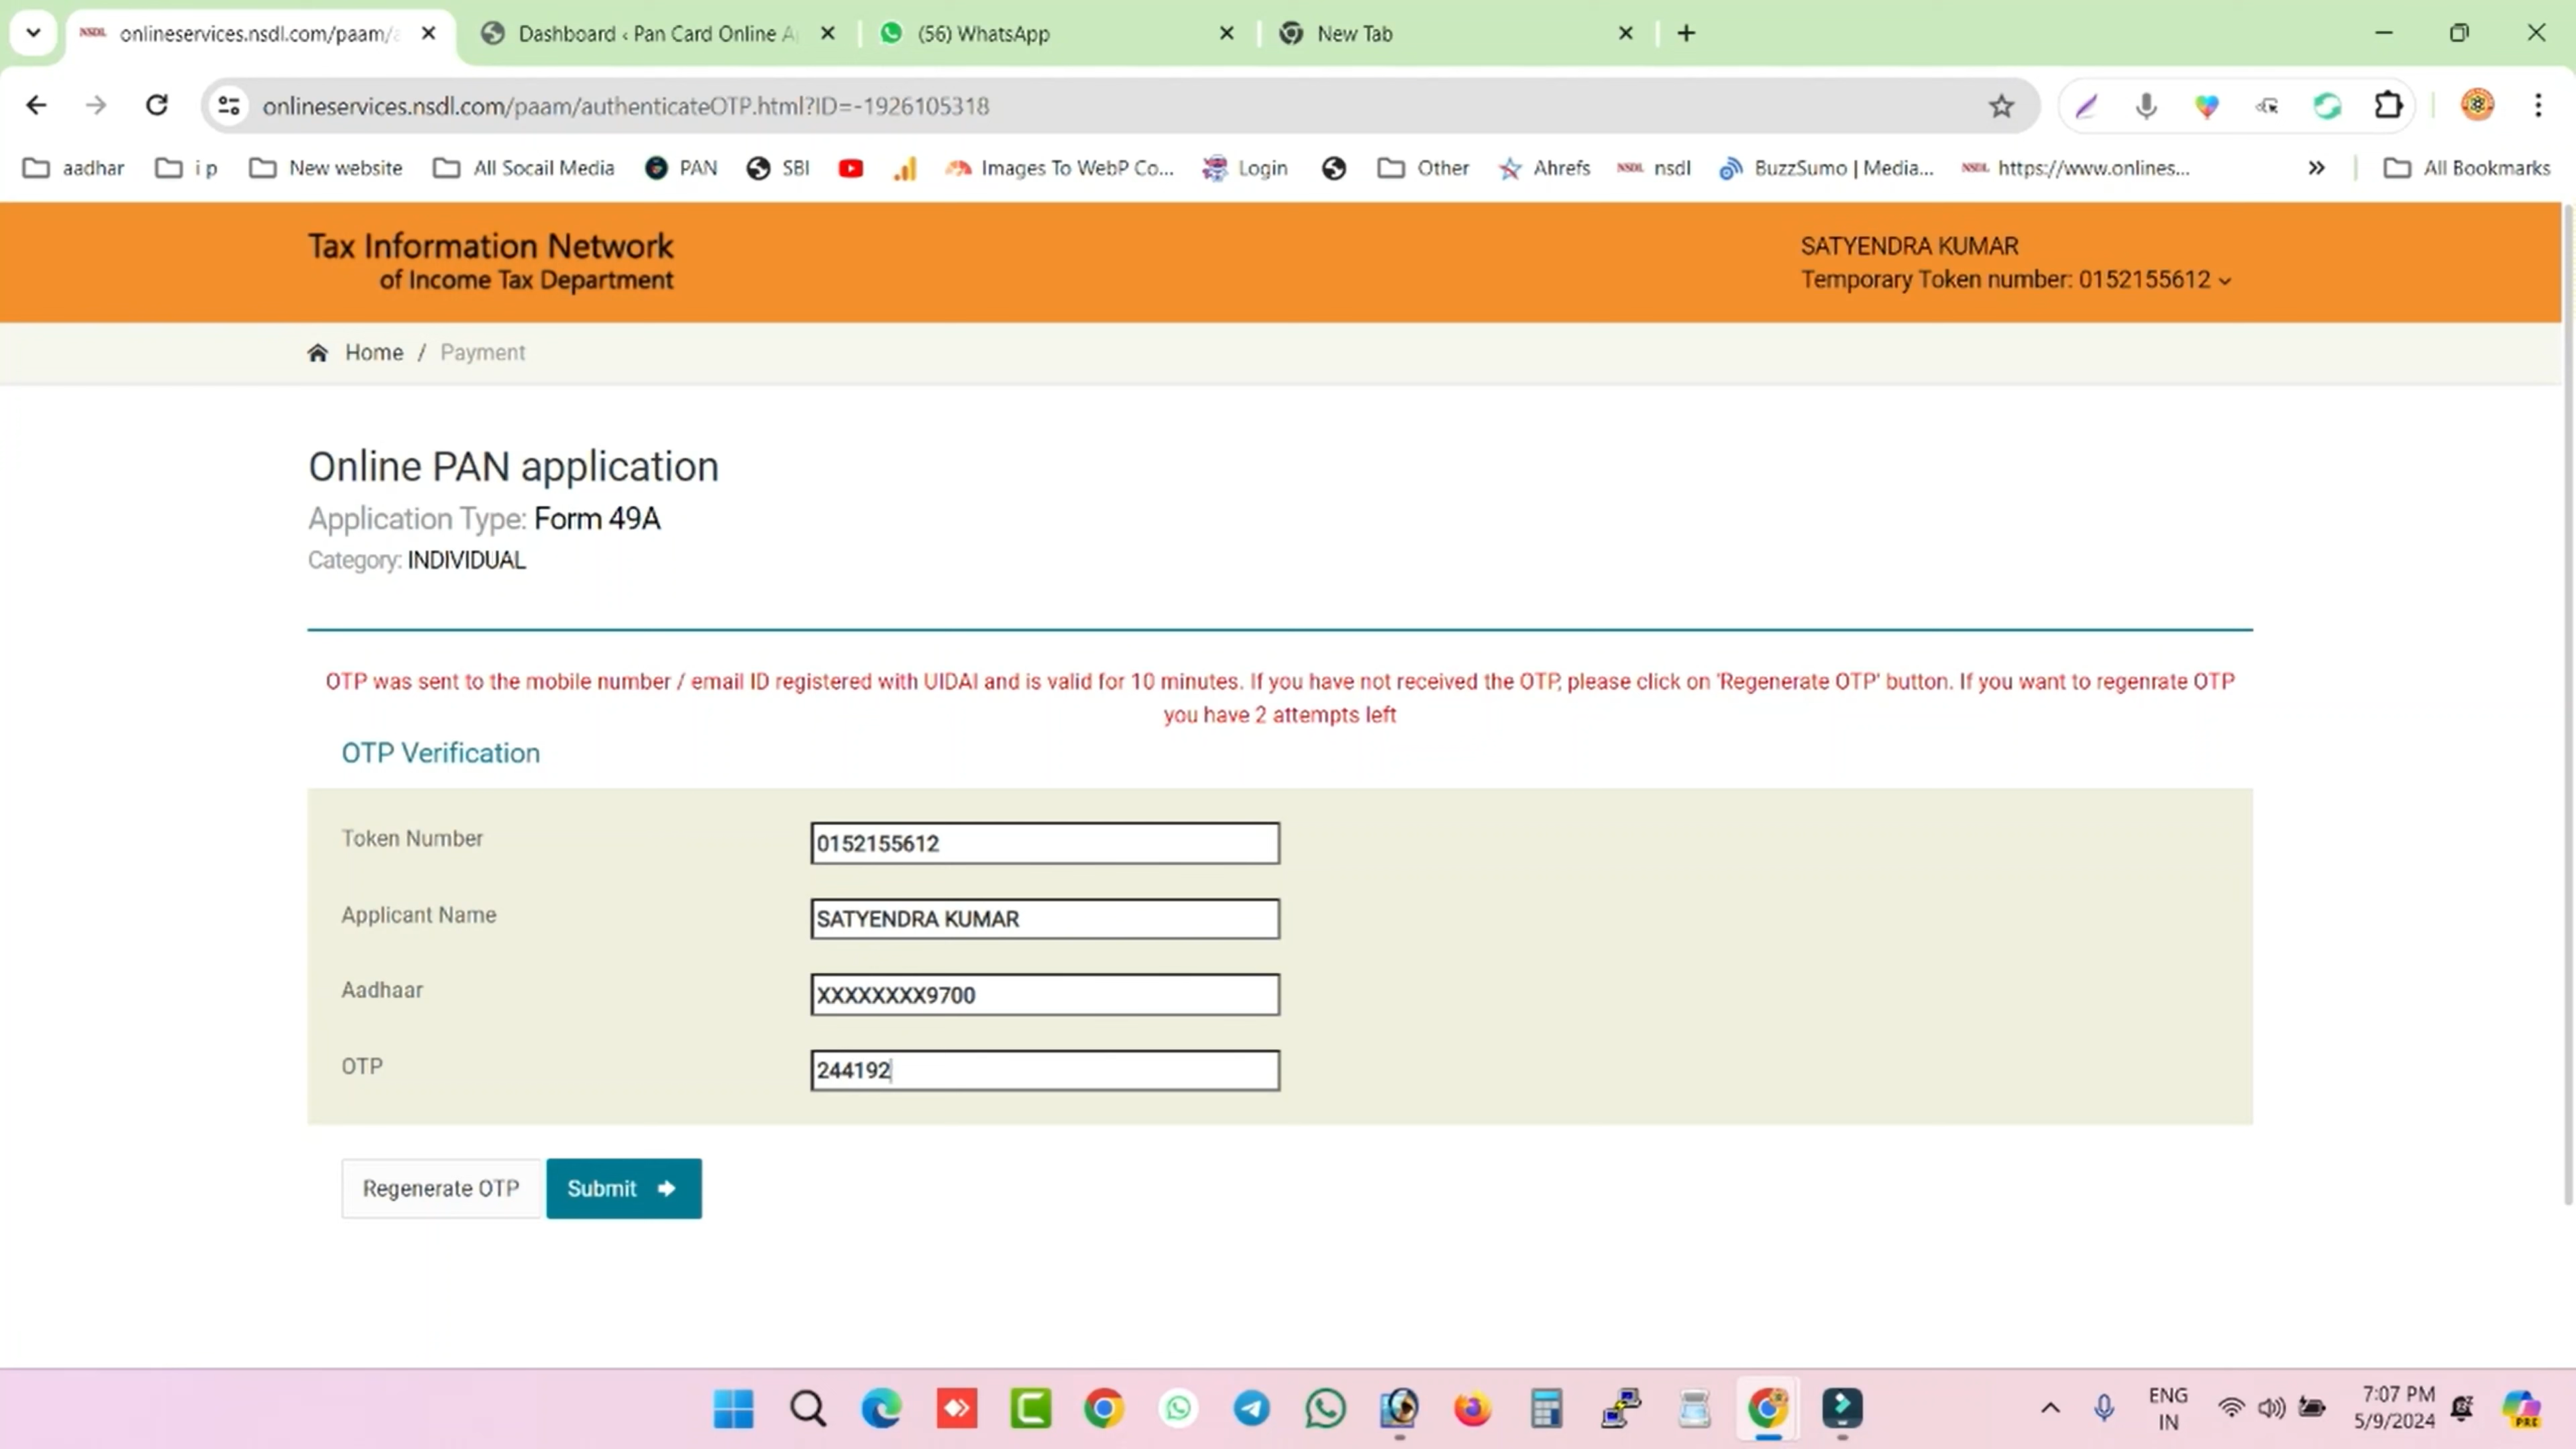 NSDL onlineservices.nsdl.com/paam/a
Dashboard ‹ Pan Card Online A
(56) WhatsApp
New Tab
onlineservices.nsdl.com/paam/authenticateOTP.html?ID=-1926105318
aadhar
i p
New website
All Socail Media
PAN
SBI
Images To WebP Co...
Login
Other
Ahrefs
NSDL nsdl
BuzzSumo | Media...
NSDL https://www.onlines...
»
All Bookmarks
Tax Information Network
of Income Tax Department
SATYENDRA KUMAR
Temporary Token number: 0152155612
Home / Payment
Online PAN application
Application Type: Form 49A
Category: INDIVIDUAL
OTP was sent to the mobile number / email ID registered with UIDAI and is valid for 10 minutes. If you have not received the OTP, please click on 'Regenerate OTP' button. If you want to regenrate OTP
you have 2 attempts left
OTP Verification
Token Number 0152155612
Applicant Name SATYENDRA KUMAR
Aadhaar XXXXXXXX9700
OTP 244192
Regenerate OTP
Submit
ENG
IN
7:07 PM
5/9/2024
PRE